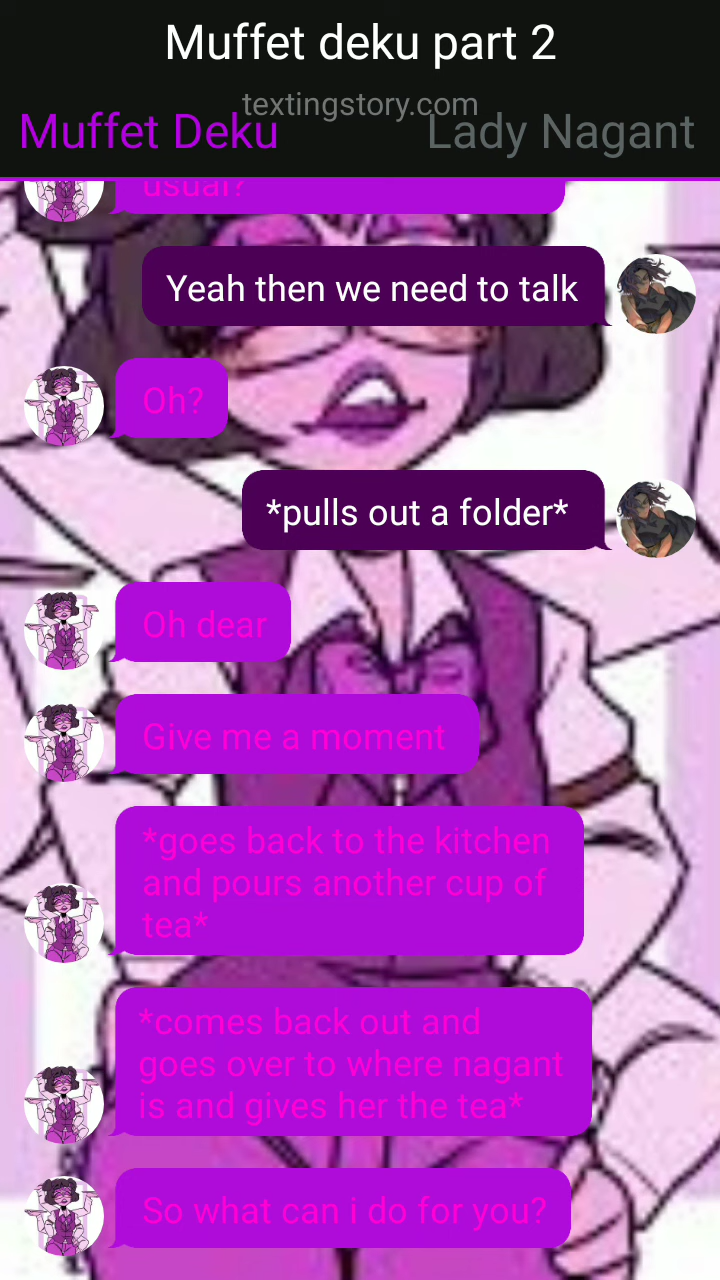 Muffet deku part 2
textingstory.com
Muffet Deku
Lady Nagant
usual?
Yeah then we need to talk
Oh?
*pulls out a folder*
Oh dear
Give me a moment
*goes back to the kitchen
and pours another cup of
tea*
*comes back out and
goes over to where nagant
is and gives her the tea*
So what can i do for you?